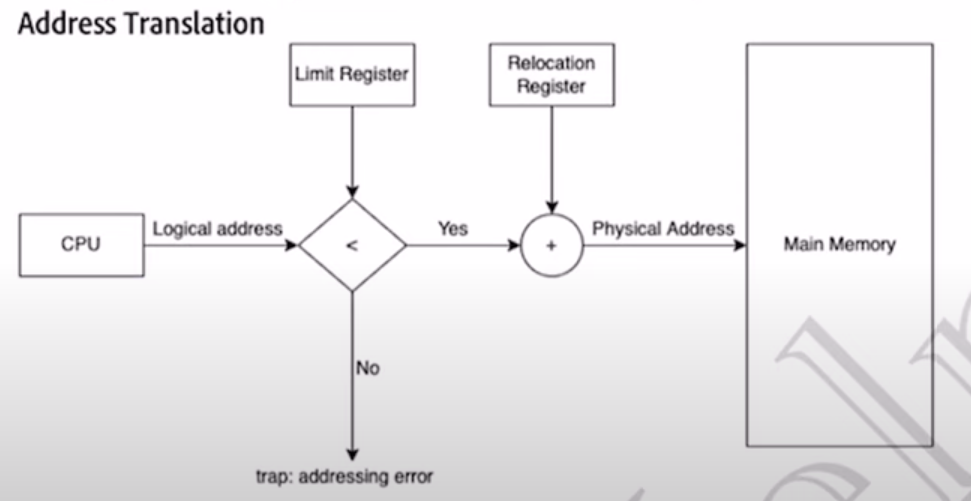 Address Translation
Limit Register
Relocation
Register
CPU
Logical address
<
Yes
+
Physical Address
Main Memory
No
trap: addressing error